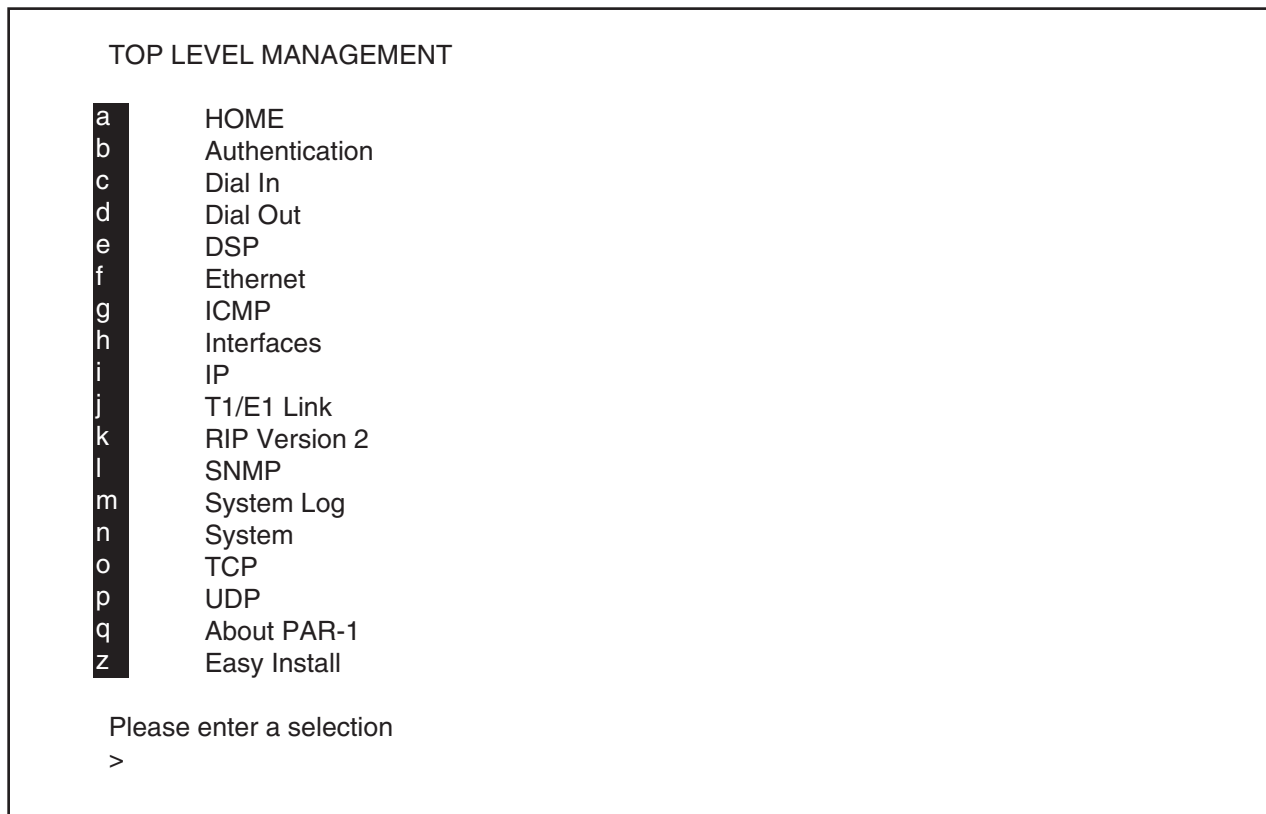 TOP LEVEL MANAGEMENT
a HOME
b Authentication
c Dial In
d Dial Out
e DSP
f Ethernet
g ICMP
h Interfaces
i IP
j T1/E1 Link
k RIP Version 2
l SNMP
m System Log
n System
o TCP
p UDP
q About PAR-1
z Easy Install
Please enter a selection
>